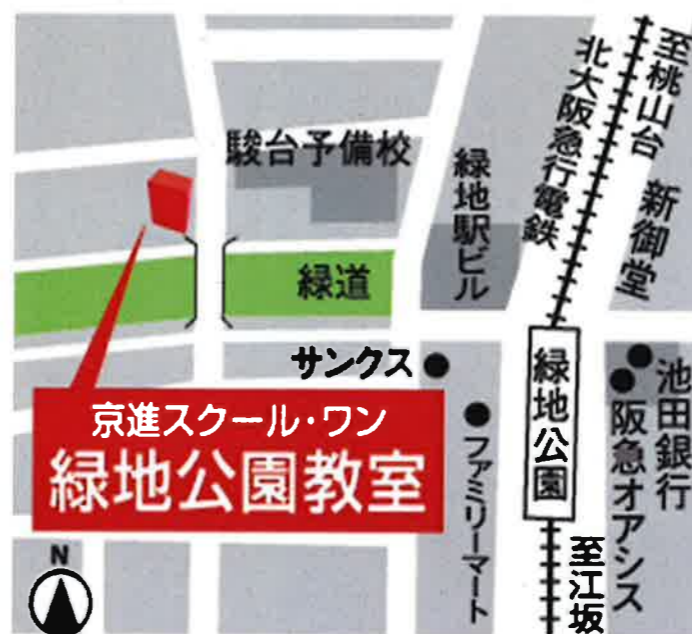 至桃山台
北大阪急行電鉄
新御堂
駿台予備校
緑地駅ビル
緑道
サンクス
緑地公園
池田銀行
阪急オアシス
ファミリーマート
京進スクール・ワン
緑地公園教室
至江坂
N